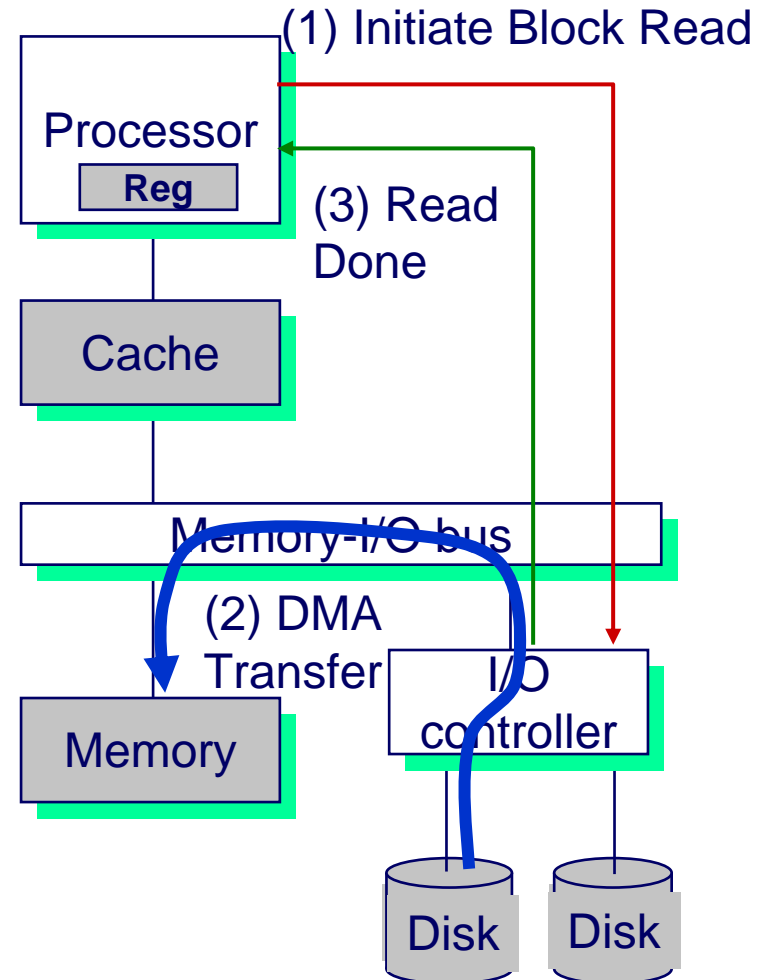 (1) Initiate Block Read
Processor
Reg
(3) Read
Done
Cache
Memory-I/O bus
(2) DMA
Transfer
I/O
controller
Memory
Disk
Disk